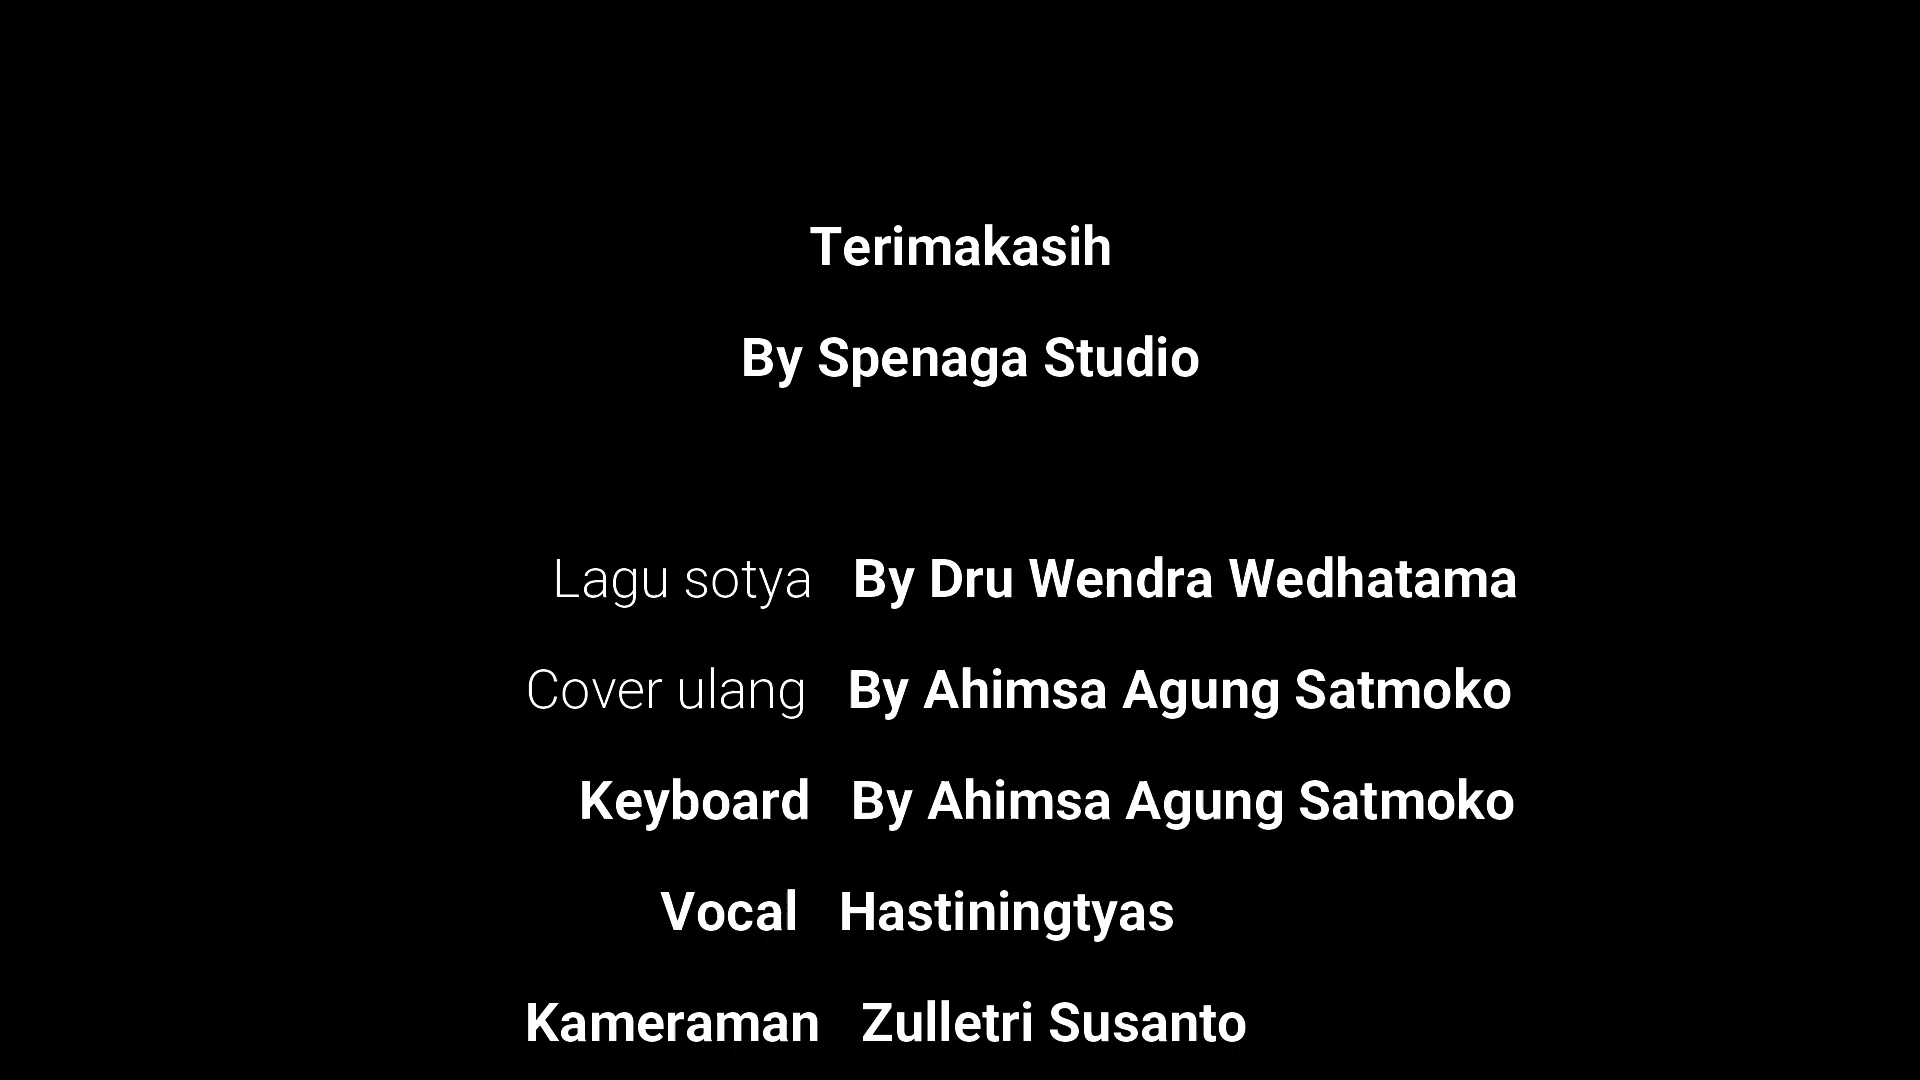 Terimakasih
By Spenaga Studio
Lagu sotya By Dru Wendra Wedhatama
Cover ulang By Ahimsa Agung Satmoko
Keyboard By Ahimsa Agung Satmoko
Vocal Hastiningtyas
Kameraman Zulletri Susanto